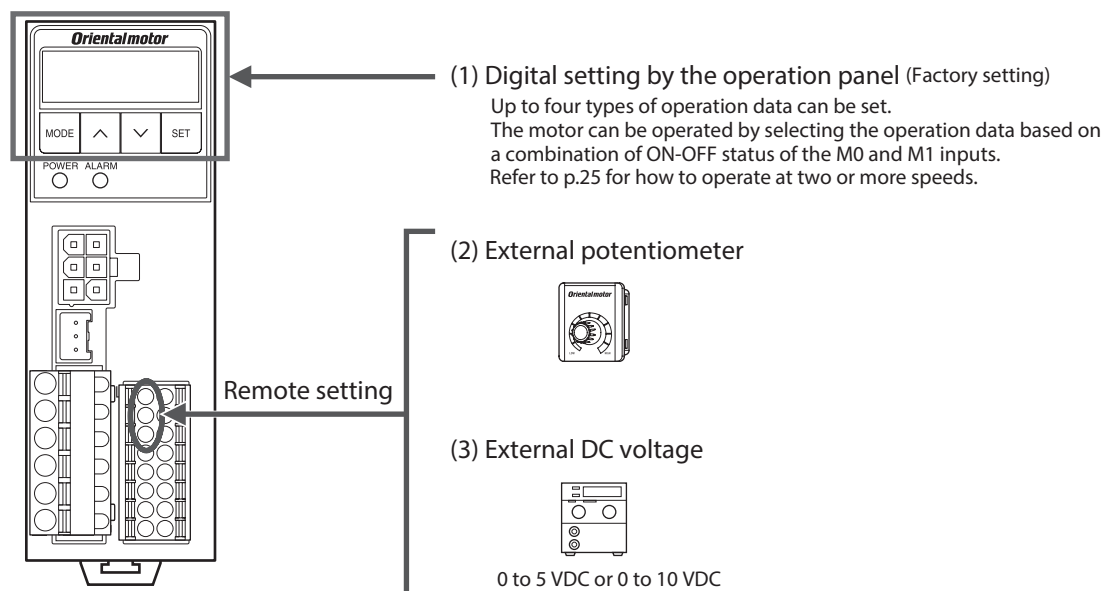 Orientalmotor
MODE
SET
POWER ALARM
(1) Digital setting by the operation panel (Factory setting)
Up to four types of operation data can be set.
The motor can be operated by selecting the operation data based on
a combination of ON-OFF status of the M0 and M1 inputs.
Refer to p.25 for how to operate at two or more speeds.
Remote setting
(2) External potentiometer
Orientalmotor
(3) External DC voltage
0 to 5 VDC or 0 to 10 VDC